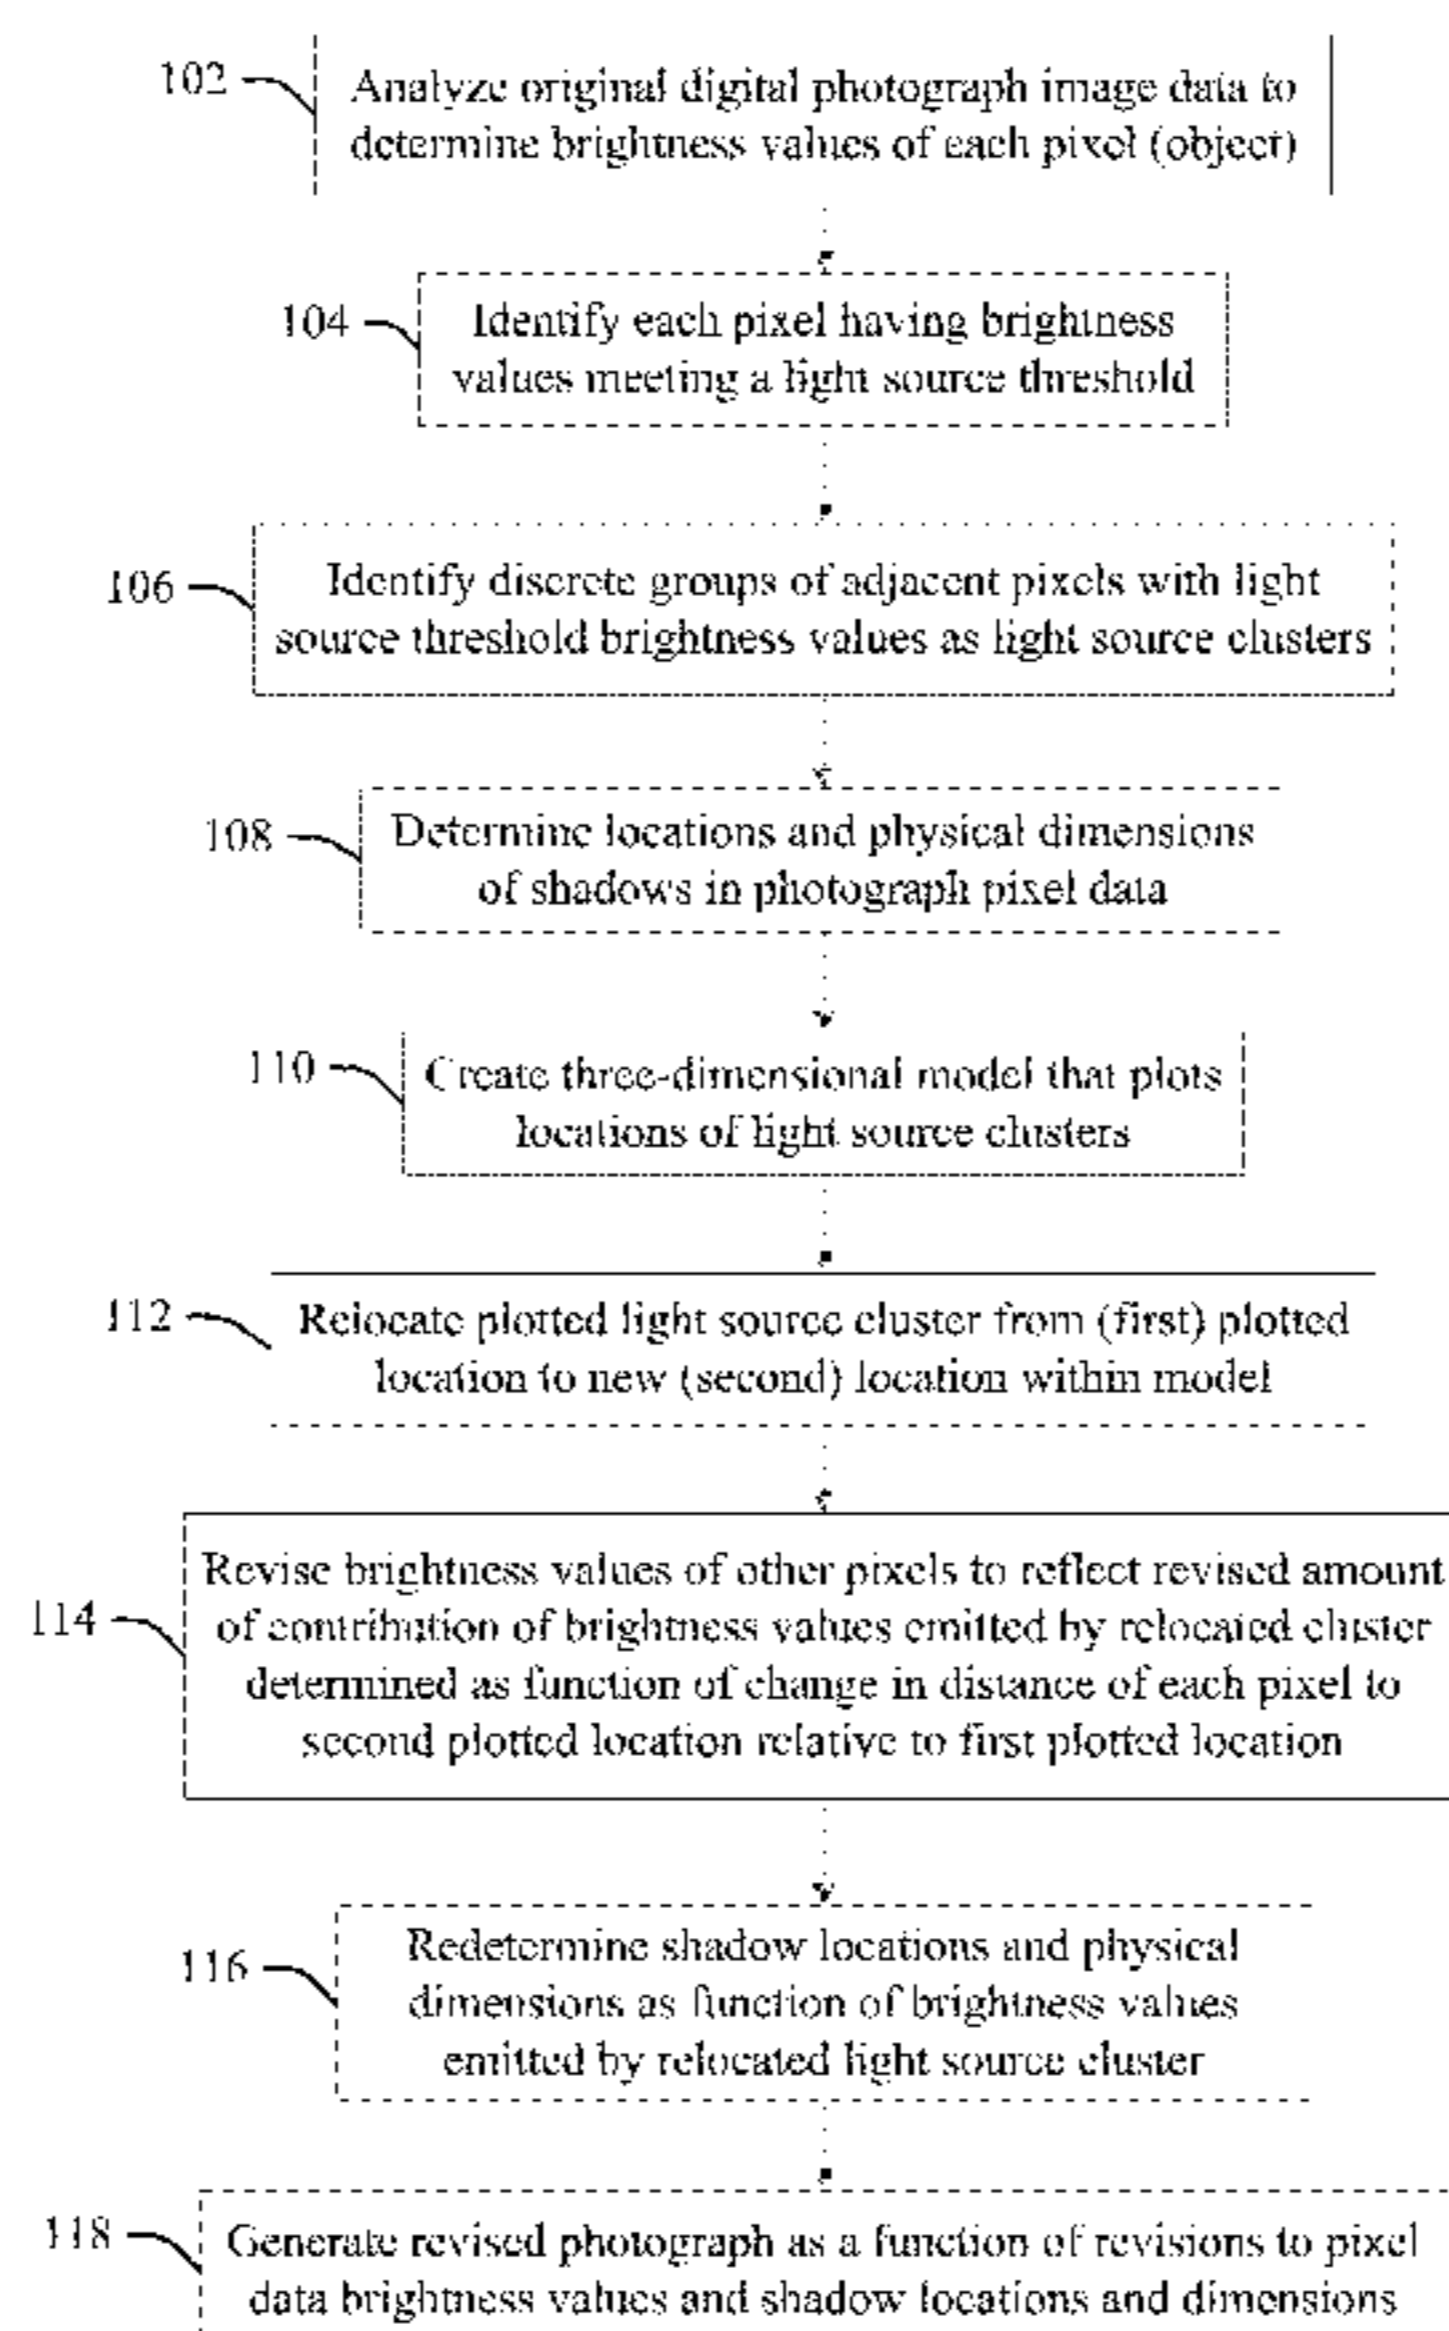 102
Analyze original digital photograph image data to
determine brightness values of each pixel (object)
104
Identify each pixel having brightness
values meeting a light source threshold
106
Identify discrete groups of adjacent pixels with light
source threshold brightness values as light source clusters
108
Determine locations and physical dimensions
of shadows in photograph pixel data
110
Create three-dimensional model that plots
locations of light source clusters
112
Relocate plotted light source cluster from (first) plotted
location to new (second) location within model
114
Revise brightness values of other pixels to reflect revised amount
of contribution of brightness values emitted by relocated cluster
determined as function of change in distance of each pixel to
second plotted location relative to first plotted location
116
Redetermine shadow locations and physical
dimensions as function of brightness values
emitted by relocated light source cluster
118
Generate revised photograph as a function of revisions to pixel
data brightness values and shadow locations and dimensions